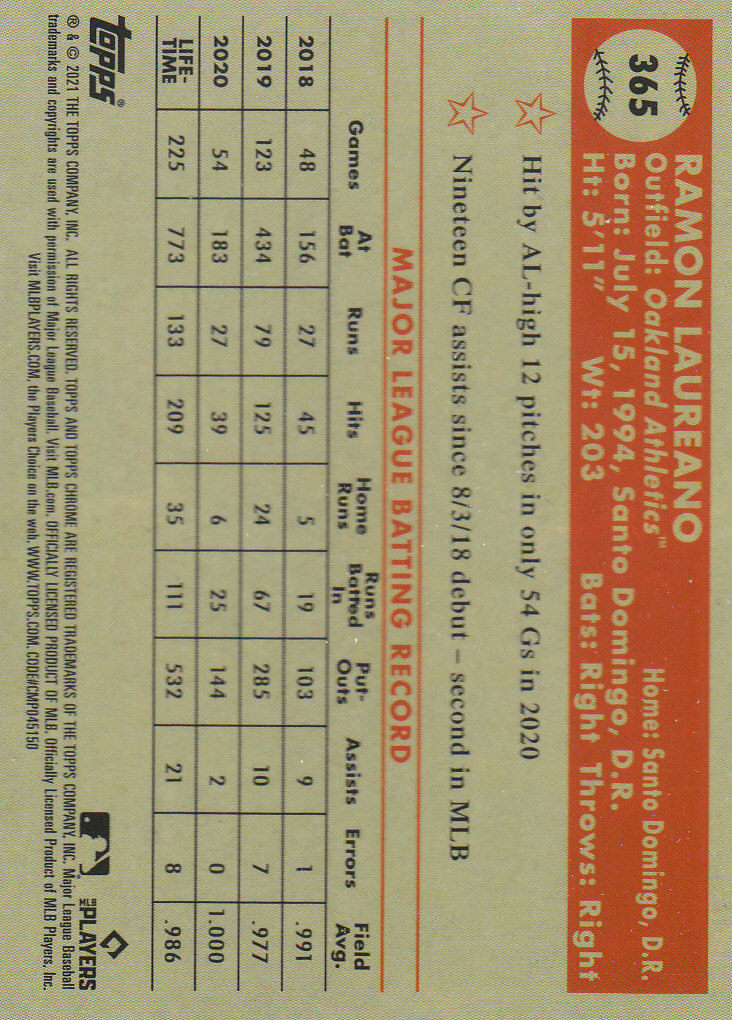 365
RAMON LAUREANO
Outfield: Oakland Athletics™ Home: Santo Domingo, D.R.
Born: July 15, 1994, Santo Domingo, D.R.
Ht: 5'11" Wt: 203 Bats: Right Throws: Right
Hit by AL-high 12 pitches in only 54 Gs in 2020
Nineteen CF assists since 8/3/18 debut – second in MLB
MAJOR LEAGUE BATTING RECORD
Games At Bat Runs Hits Home Runs Runs Batted In Put-Outs Assists Errors Field Avg.
2018 48 156 27 45 5 19 103 9 1 .991
2019 123 434 79 125 24 67 285 10 7 .977
2020 54 183 27 39 6 25 144 2 0 1.000
LIFE-TIME 225 773 133 209 35 111 532 21 8 .986
topps®
MLB PLAYERS
® & © 2021 THE TOPPS COMPANY, INC. ALL RIGHTS RESERVED. TOPPS AND TOPPS CHROME ARE REGISTERED TRADEMARKS OF THE TOPPS COMPANY, INC. Major League Baseball
trademarks and copyrights are used with permission of Major League Baseball. Visit MLB.com. OFFICIALLY LICENSED PRODUCT OF MLB. Officially Licensed Product of MLB Players, Inc.
Visit MLBPLAYERS.COM, the Players Choice on the web. WWW.TOPPS.COM. CODE#CMP045150